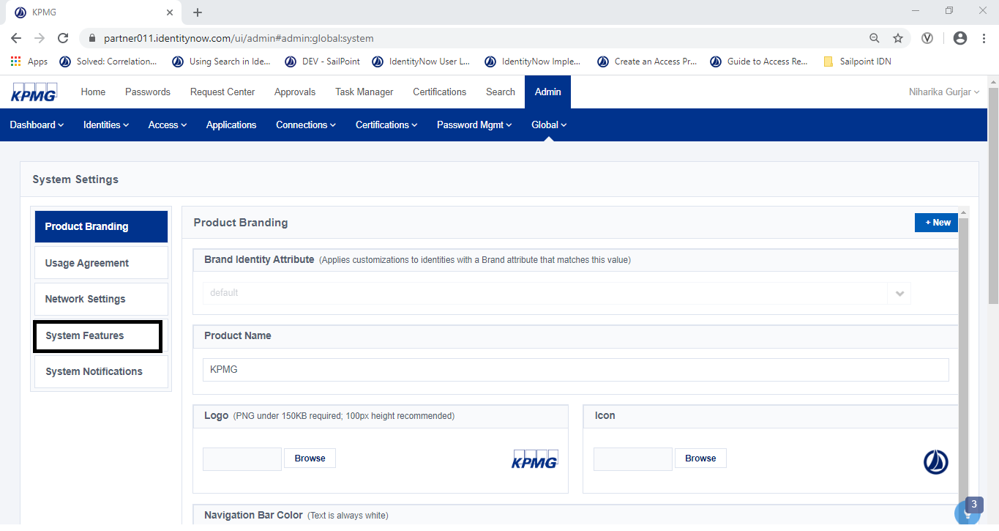 KPMG
partner011.identitynow.com/ui/admin#admin:global:system
Apps Solved: Correlation... Using Search in Ide... DEV - SailPoint IdentityNow User L... IdentityNow Imple... Create an Access Pr... Guide to Access Re... Sailpoint IDN
KPMG Home Passwords Request Center Approvals Task Manager Certifications Search Admin Niharika Gurjar
Dashboard Identities Access Applications Connections Certifications Password Mgmt Global
System Settings
Product Branding
Usage Agreement
Network Settings
System Features
System Notifications
Product Branding + New
Brand Identity Attribute (Applies customizations to identities with a Brand attribute that matches this value)
default
Product Name
KPMG
Logo (PNG under 150KB required; 100px height recommended)
Browse KPMG
Icon
Browse
Navigation Bar Color (Text is always white)
3